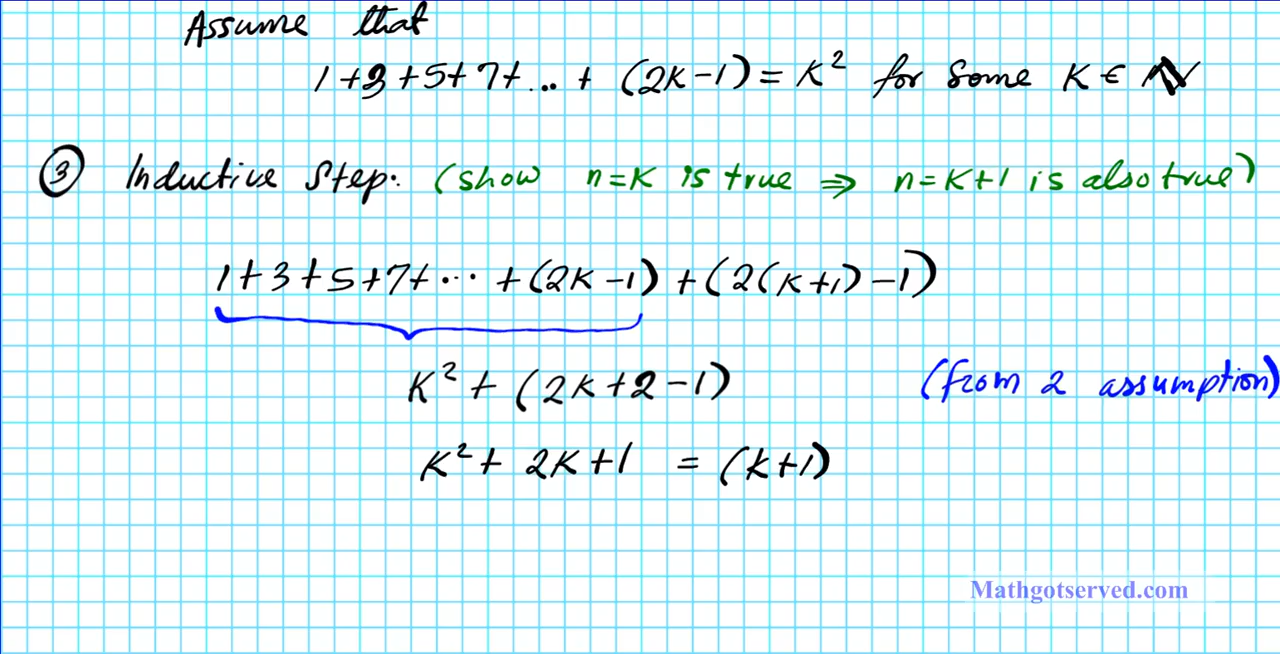 Assume that
1+3+5+7+... + (2K-1) = K² for some K ∈ ℕ
③ Inductive Step. (show n=K is true ⇒ n=K+1 is also true)
1+3+5+7+... +(2K-1) +(2(K+1)-1)
K² + (2K+2-1) (from 2 assumption)
K² + 2K+1 = (K+1)
Mathgotserved.com